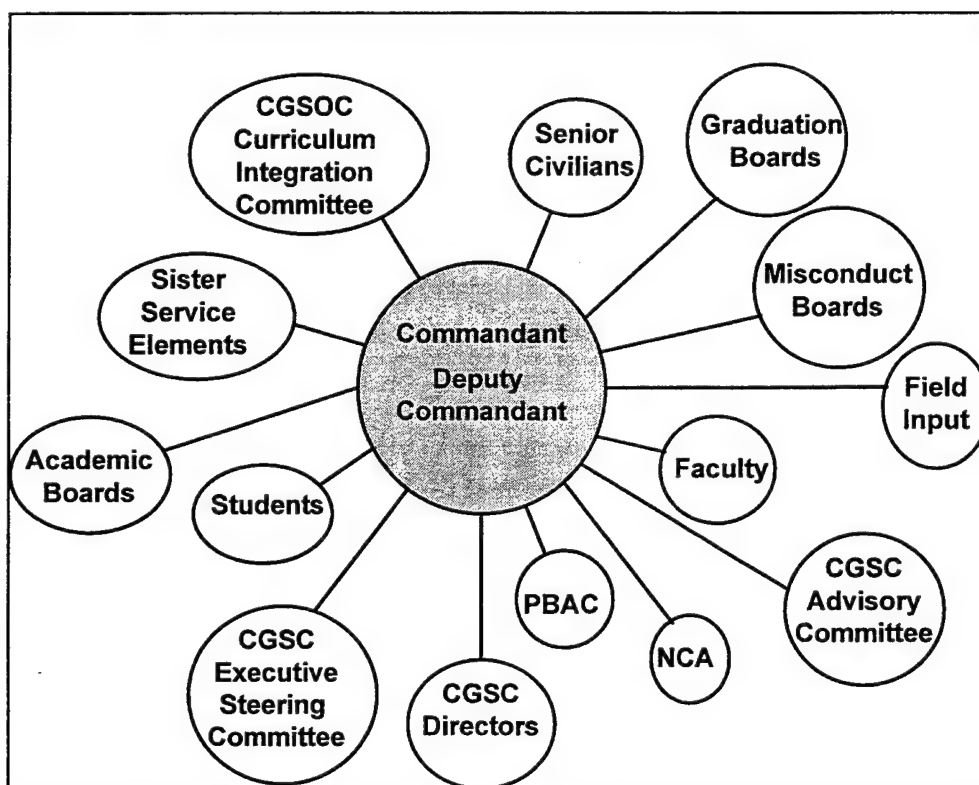 CGSOC
Curriculum
Integration
Committee
Senior
Civilians
Graduation
Boards
Sister
Service
Elements
Commandant
Deputy
Commandant
Misconduct
Boards
Field
Input
Academic
Boards
Students
Faculty
CGSC
Executive
Steering
Committee
CGSC
Directors
PBAC
NCA
CGSC
Advisory
Committee